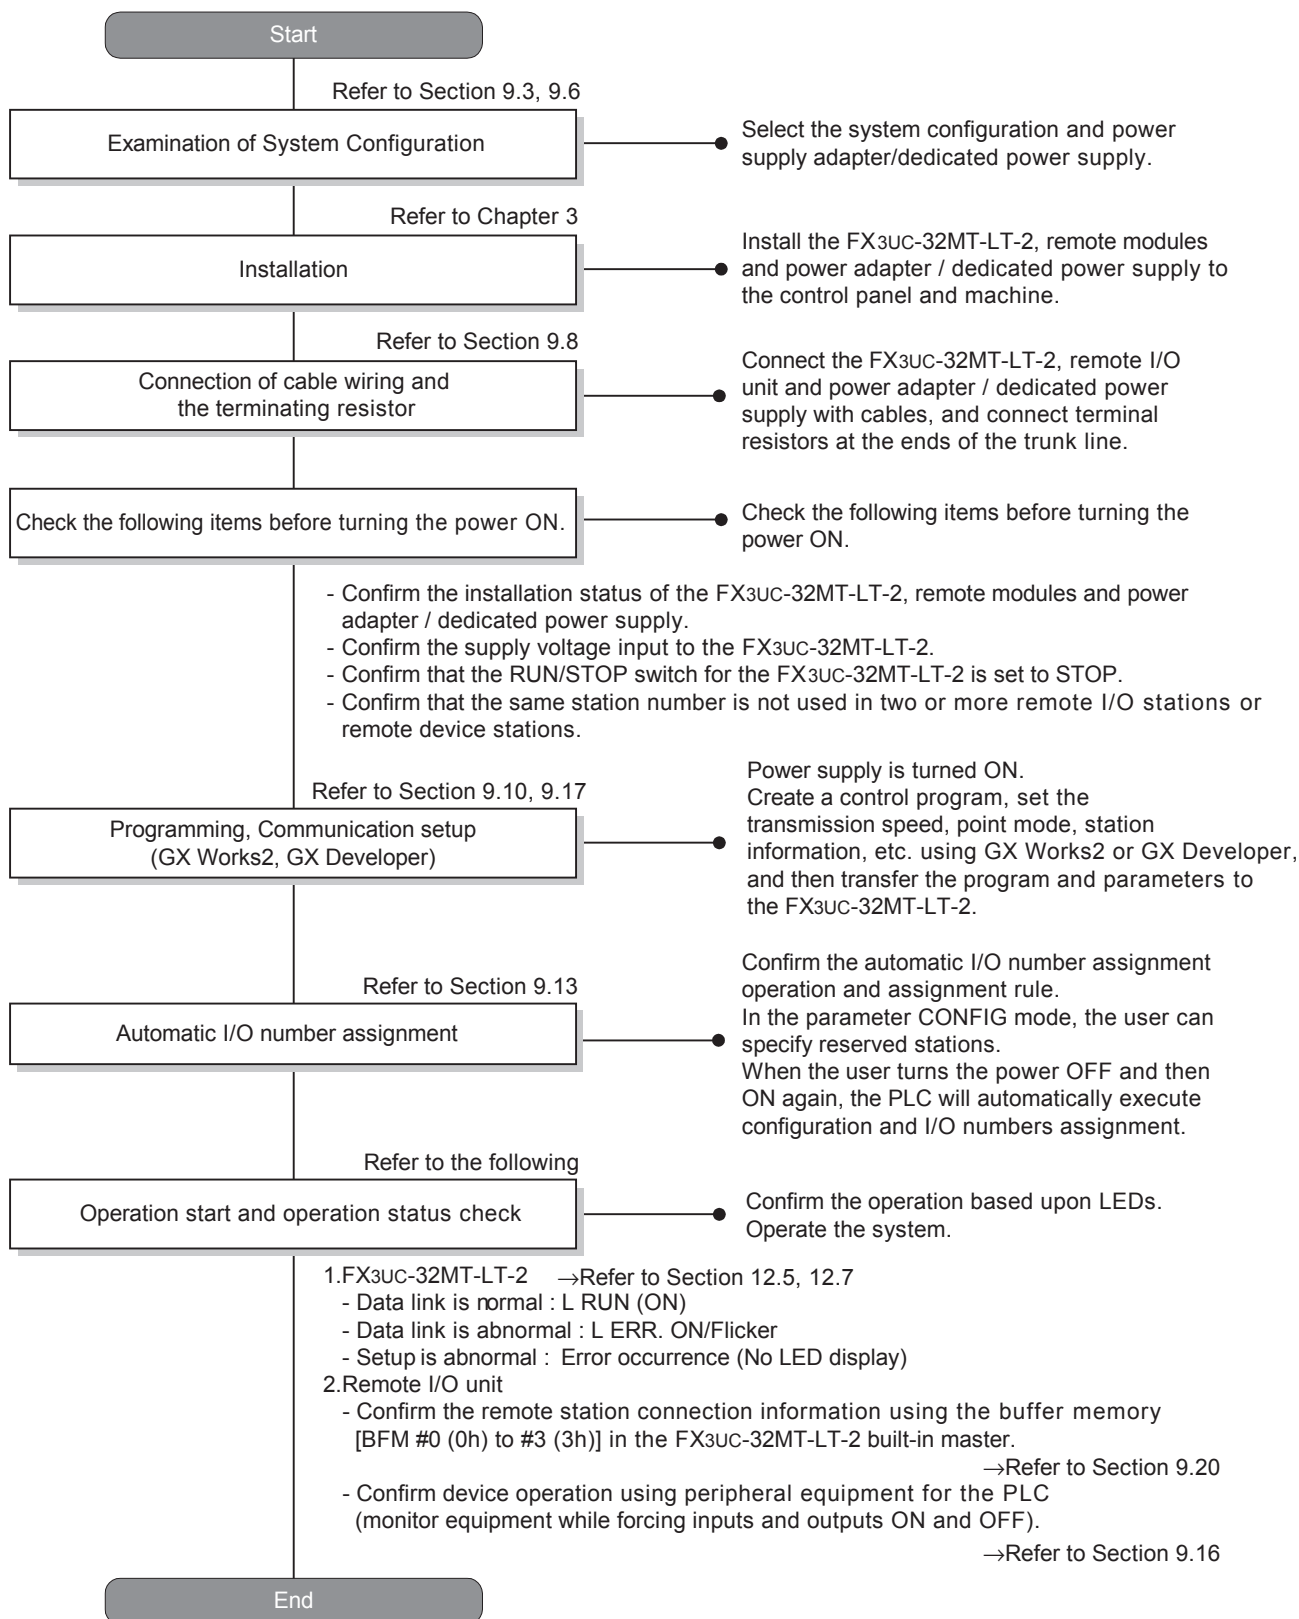 Start
Refer to Section 9.3, 9.6
Examination of System Configuration
Select the system configuration and power
supply adapter/dedicated power supply.
Refer to Chapter 3
Installation
Install the FX3UC-32MT-LT-2, remote modules
and power adapter / dedicated power supply to
the control panel and machine.
Refer to Section 9.8
Connection of cable wiring and
the terminating resistor
Connect the FX3UC-32MT-LT-2, remote I/O
unit and power adapter / dedicated power
supply with cables, and connect terminal
resistors at the ends of the trunk line.
Check the following items before turning the power ON.
Check the following items before turning the
power ON.
- Confirm the installation status of the FX3UC-32MT-LT-2, remote modules and power
adapter / dedicated power supply.
- Confirm the supply voltage input to the FX3UC-32MT-LT-2.
- Confirm that the RUN/STOP switch for the FX3UC-32MT-LT-2 is set to STOP.
- Confirm that the same station number is not used in two or more remote I/O stations or
remote device stations.
Refer to Section 9.10, 9.17
Programming, Communication setup
(GX Works2, GX Developer)
Power supply is turned ON.
Create a control program, set the
transmission speed, point mode, station
information, etc. using GX Works2 or GX Developer,
and then transfer the program and parameters to
the FX3UC-32MT-LT-2.
Refer to Section 9.13
Automatic I/O number assignment
Confirm the automatic I/O number assignment
operation and assignment rule.
In the parameter CONFIG mode, the user can
specify reserved stations.
When the user turns the power OFF and then
ON again, the PLC will automatically execute
configuration and I/O numbers assignment.
Refer to the following
Operation start and operation status check
Confirm the operation based upon LEDs.
Operate the system.
1.FX3UC-32MT-LT-2 →Refer to Section 12.5, 12.7
- Data link is normal : L RUN (ON)
- Data link is abnormal : L ERR. ON/Flicker
- Setup is abnormal : Error occurrence (No LED display)
2.Remote I/O unit
- Confirm the remote station connection information using the buffer memory
[BFM #0 (0h) to #3 (3h)] in the FX3UC-32MT-LT-2 built-in master.
→Refer to Section 9.20
- Confirm device operation using peripheral equipment for the PLC
(monitor equipment while forcing inputs and outputs ON and OFF).
→Refer to Section 9.16
End